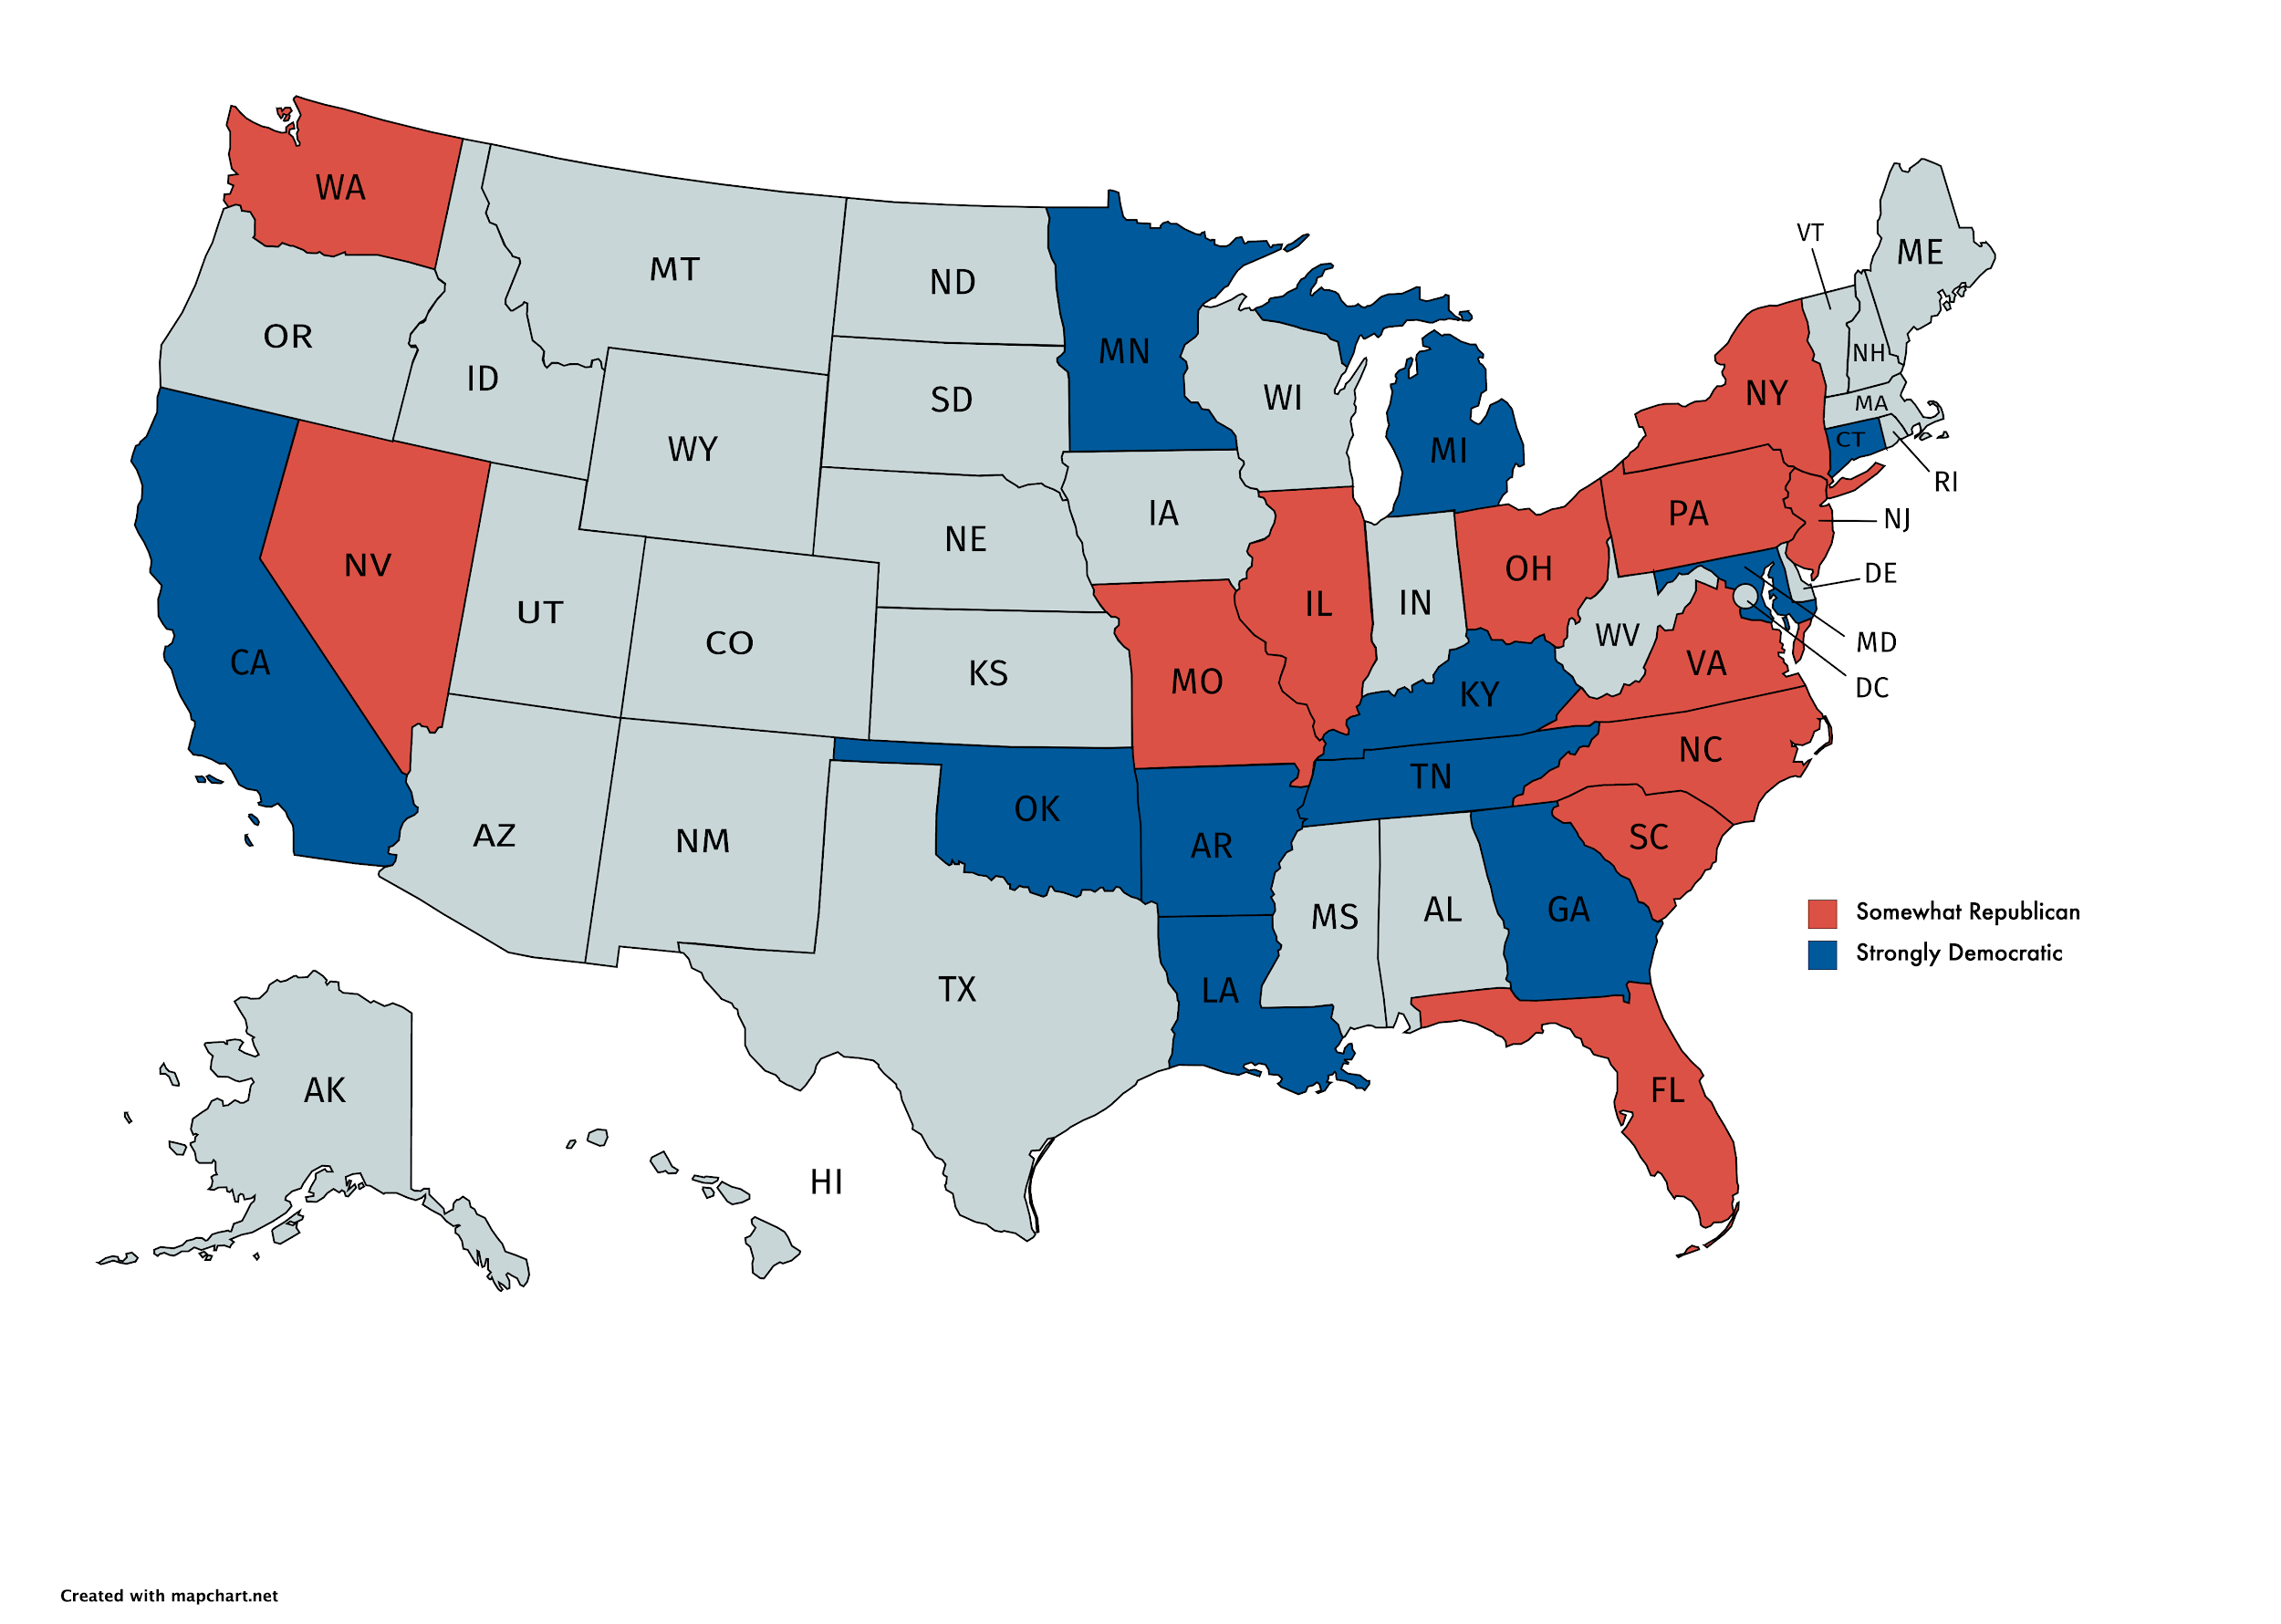 WA
MT
ND
MN
VT
ME
OR
ID
SD
WI
NH
WY
MI
NY
MA
CT
RI
NV
UT
NE
IA
PA
NJ
CA
CO
KS
IL
IN
OH
DE
WV
VA
MD
DC
MO
KY
AZ
NM
OK
AR
TN
NC
SC
MS
AL
GA
TX
LA
Somewhat Republican
Strongly Democratic
AK
HI
FL
Created with mapchart.net